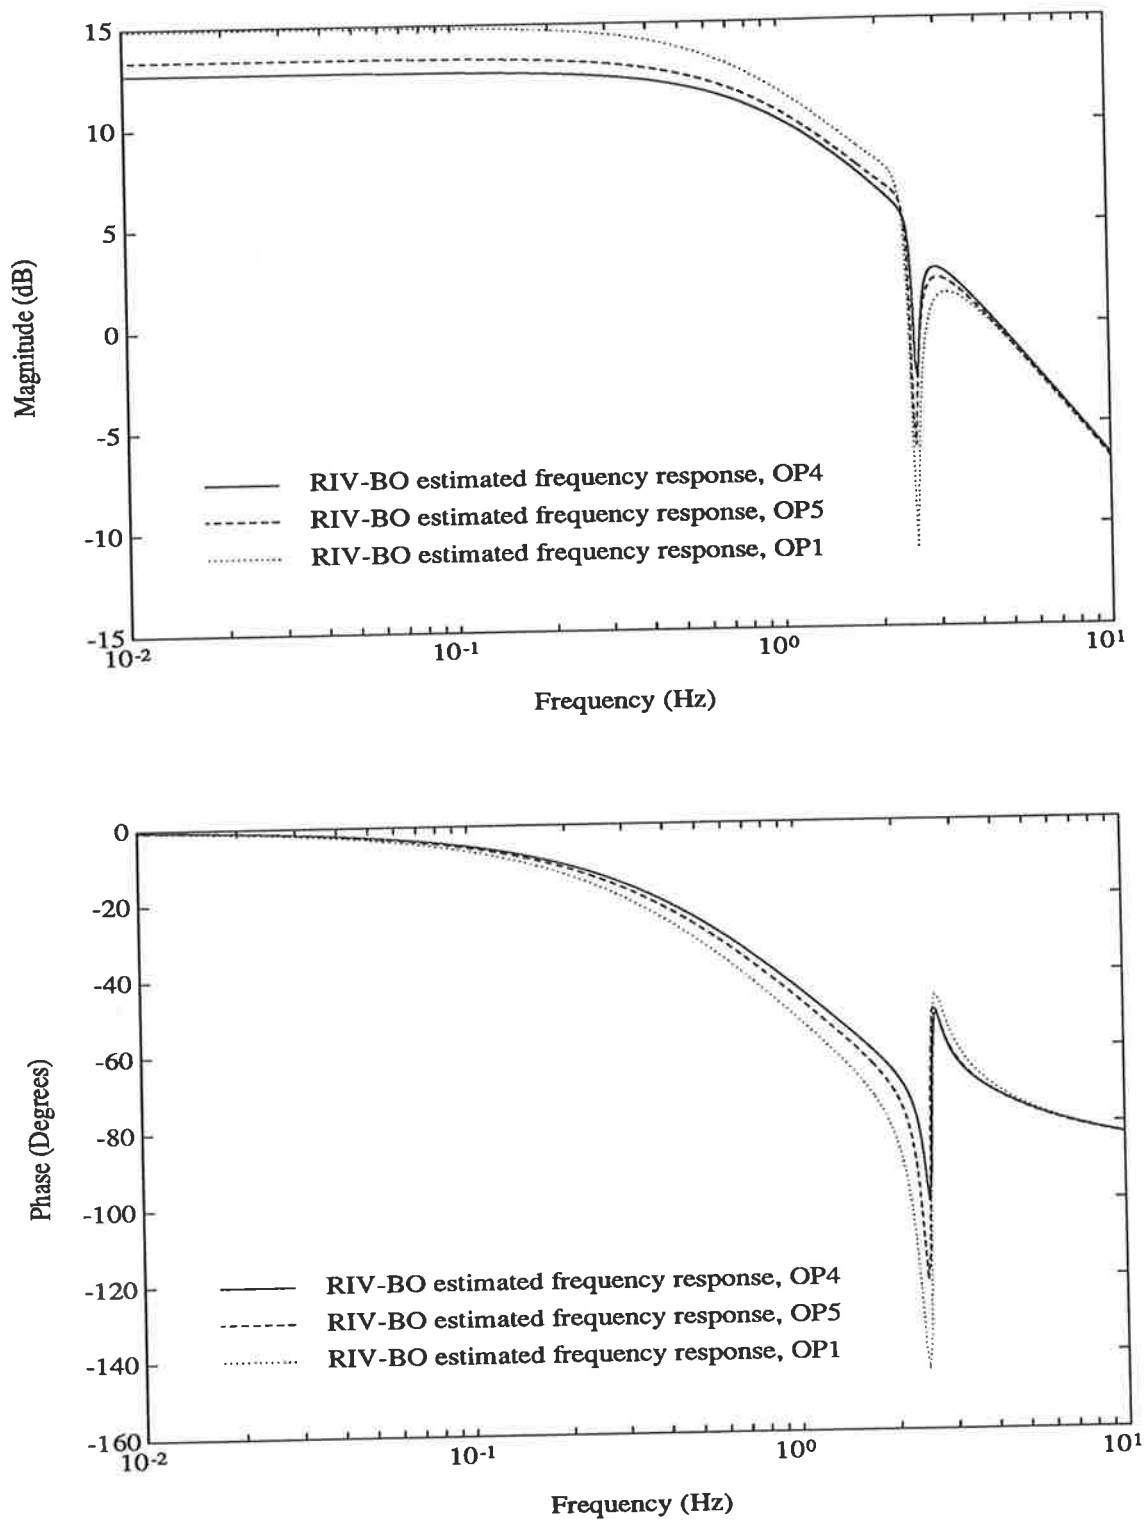 15
10
5
0
-5
-10
-15
Magnitude (dB)
RIV-BO estimated frequency response, OP4
RIV-BO estimated frequency response, OP5
RIV-BO estimated frequency response, OP1
10-2
10-1
100
101
Frequency (Hz)
0
-20
-40
-60
-80
-100
-120
-140
-160
Phase (Degrees)
RIV-BO estimated frequency response, OP4
RIV-BO estimated frequency response, OP5
RIV-BO estimated frequency response, OP1
10-2
10-1
100
101
Frequency (Hz)